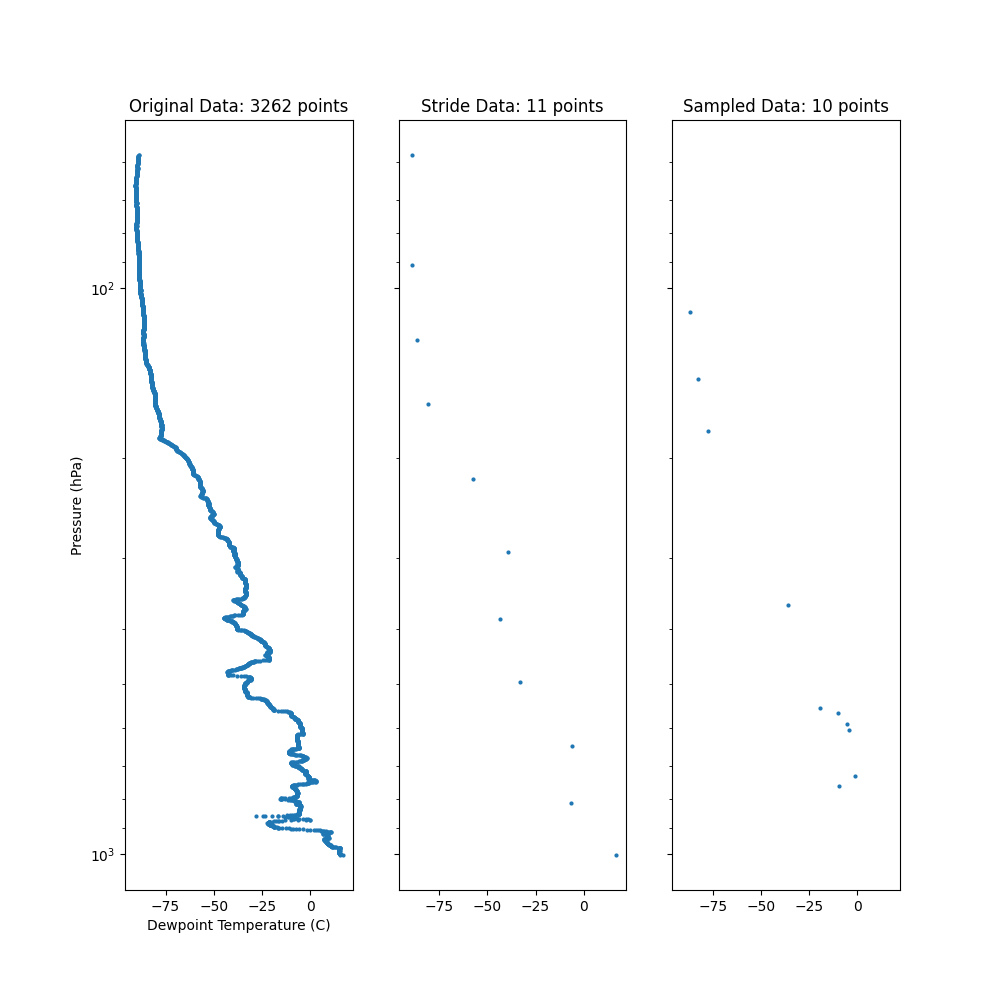 Original Data: 3262 points
Stride Data: 11 points
Sampled Data: 10 points
10²
10³
Pressure (hPa)
−75 −50 −25 0
−75 −50 −25 0
−75 −50 −25 0
Dewpoint Temperature (C)